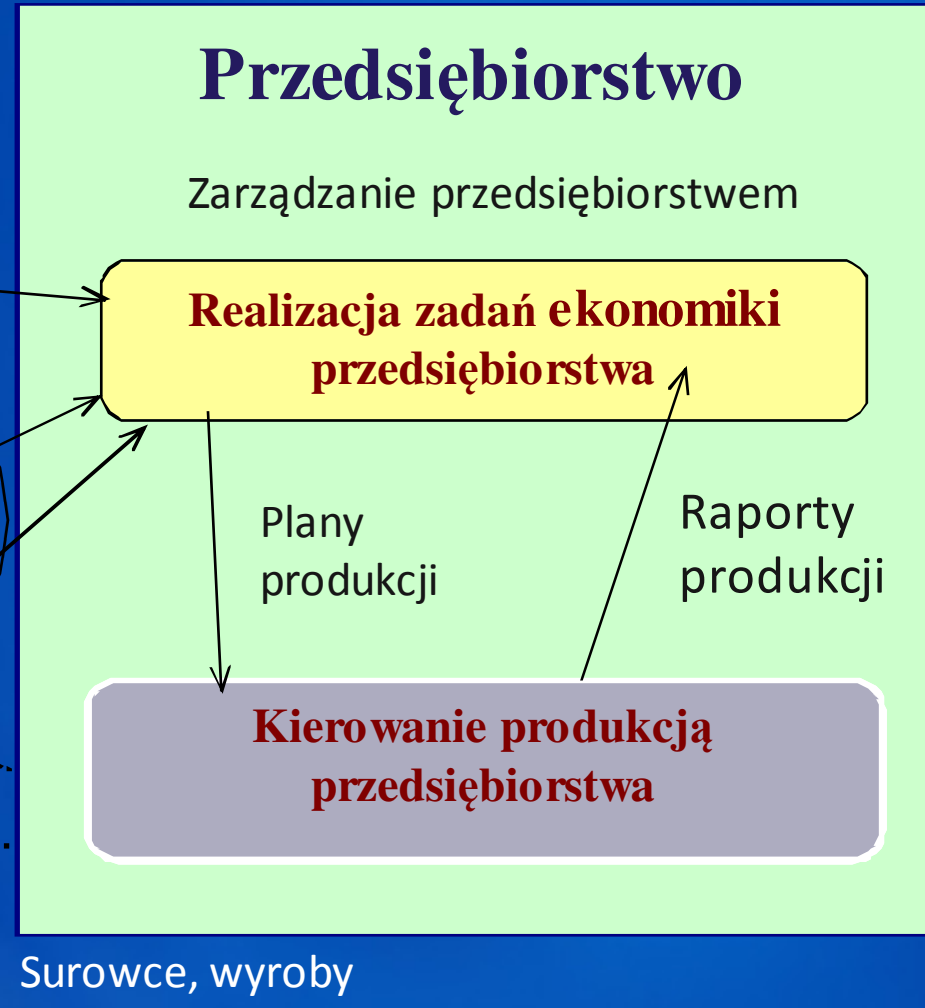 Przedsiębiorstwo
Zarządzanie przedsiębiorstwem
Realizacja zadań ekonomiki
przedsiębiorstwa
Plany
produkcji
Raporty
produkcji
Kierowanie produkcją
przedsiębiorstwa
Surowce, wyroby